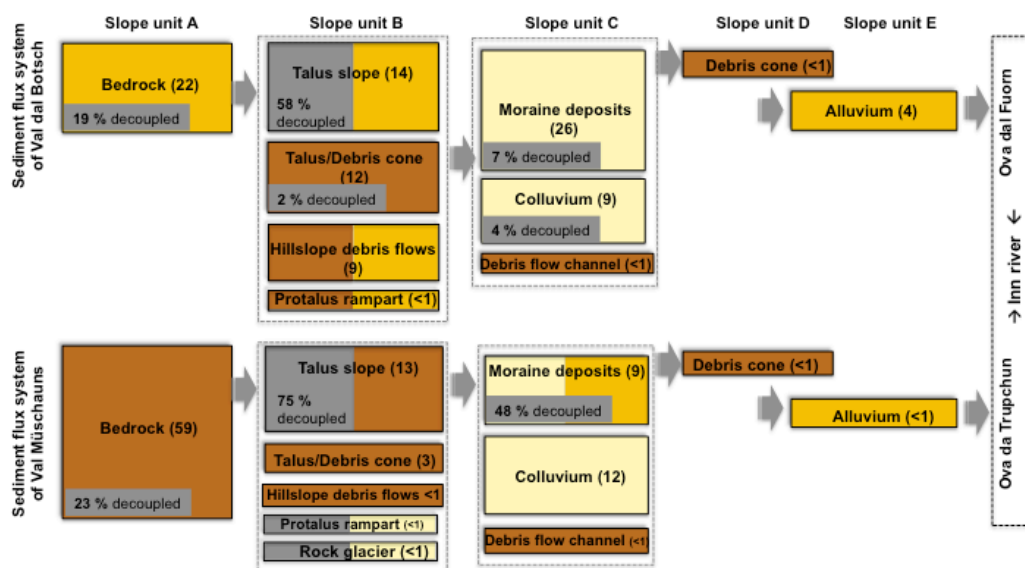 Slope unit A
Slope unit B
Slope unit C
Slope unit D
Slope unit E
Sediment flux system
of Val dal Botsch
Bedrock (22)
19 % decoupled
Talus slope (14)
58 %
decoupled
Talus/Debris cone
(12)
2 % decoupled
Hillslope debris flows
(9)
Protalus rampart (<1)
Moraine deposits
(26)
7 % decoupled
Colluvium (9)
4 % decoupled
Debris flow channel (<1)
Debris cone (<1)
Alluvium (4)
Ova dal Fuorn
→ Inn river ←
Ova da Trupchun
Sediment flux system
of Val Müschauns
Bedrock (59)
23 % decoupled
Talus slope (13)
75 %
decoupled
Talus/Debris cone (3)
Hillslope debris flows <1
Protalus rampart (<1)
Rock glacier (<1)
Moraine deposits (9)
48 % decoupled
Colluvium (12)
Debris flow channel (<1)
Debris cone (<1)
Alluvium (<1)